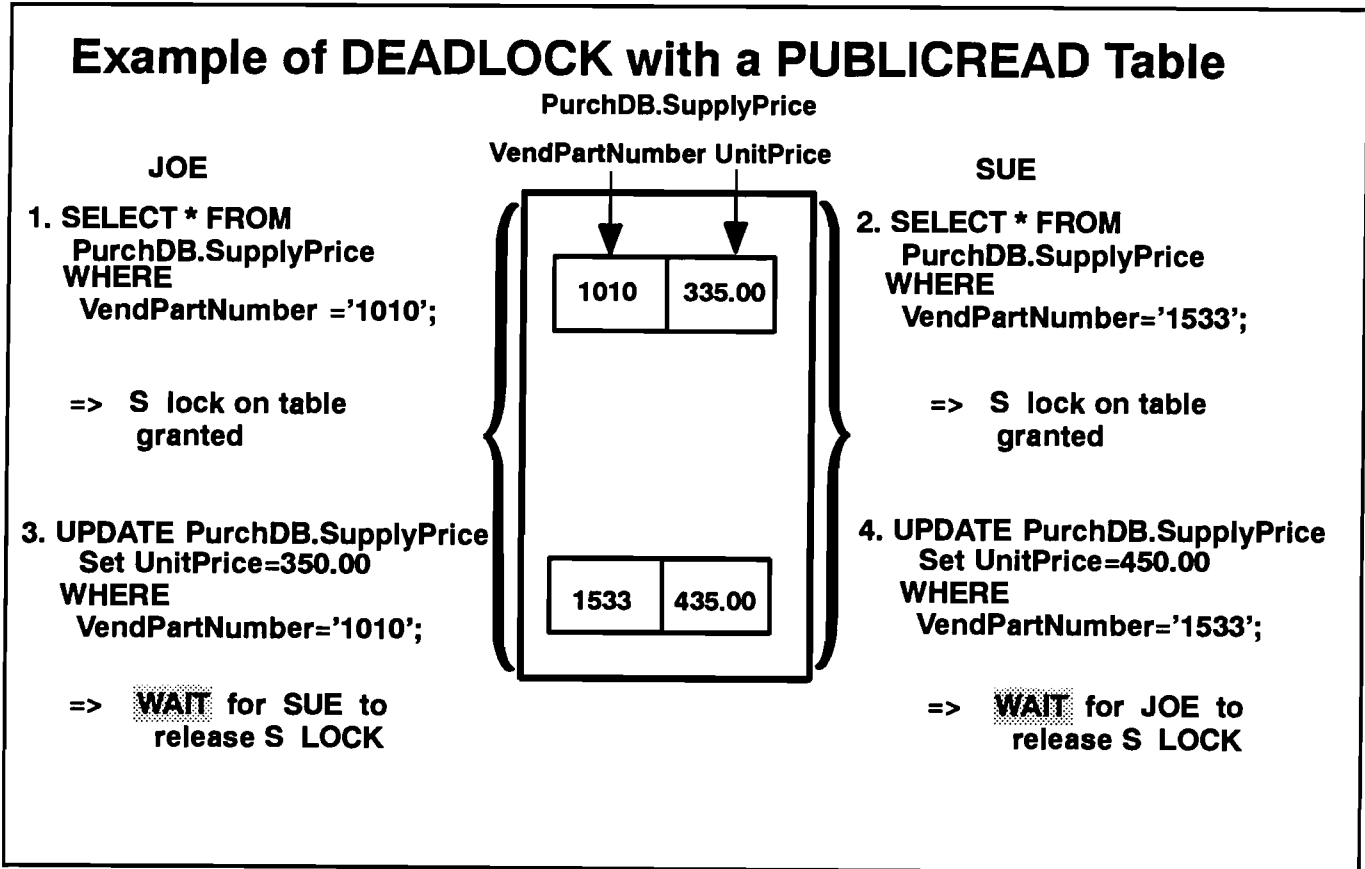 Example of DEADLOCK with a PUBLICREAD Table
PurchDB.SupplyPrice
VendPartNumber UnitPrice
JOE
1. SELECT * FROM
PurchDB.SupplyPrice
WHERE
VendPartNumber ='1010';
=> S lock on table
granted
3. UPDATE PurchDB.SupplyPrice
Set UnitPrice=350.00
WHERE
VendPartNumber='1010';
=> WAIT for SUE to
release S LOCK
1010 335.00
1533 435.00
SUE
2. SELECT * FROM
PurchDB.SupplyPrice
WHERE
VendPartNumber='1533';
=> S lock on table
granted
4. UPDATE PurchDB.SupplyPrice
Set UnitPrice=450.00
WHERE
VendPartNumber='1533';
=> WAIT for JOE to
release S LOCK